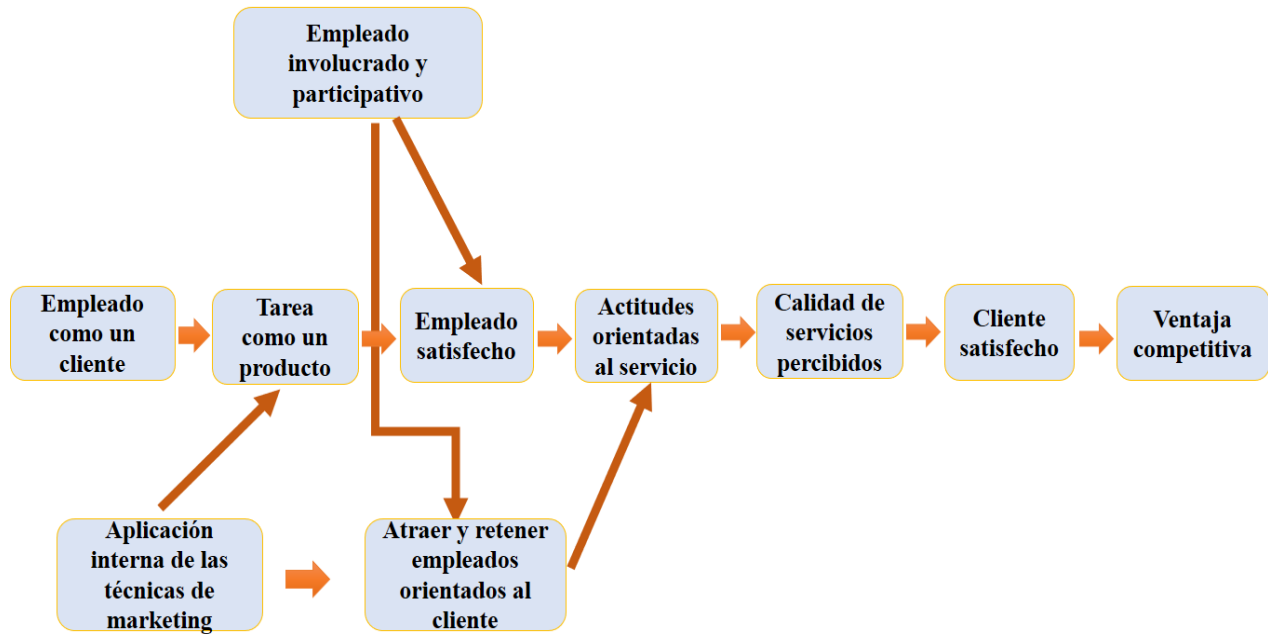 Empleado
involucrado y
participativo
Empleado
como un
cliente
Tarea
como un
producto
Empleado
satisfecho
Actitudes
orientadas
al servicio
Calidad de
servicios
percibidos
Cliente
satisfecho
Ventaja
competitiva
Aplicación
interna de las
técnicas de
marketing
Atraer y retener
empleados
orientados al
cliente